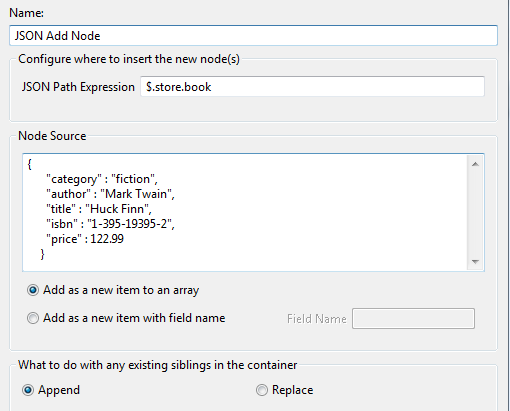 Name:
JSON Add Node
Configure where to insert the new node(s)
JSON Path Expression $.store.book
Node Source
{
"category" : "fiction",
"author" : "Mark Twain",
"title" : "Huck Finn",
"isbn" : "1-395-19395-2",
"price" : 122.99
}
Add as a new item to an array
Add as a new item with field name Field Name
What to do with any existing siblings in the container
Append Replace